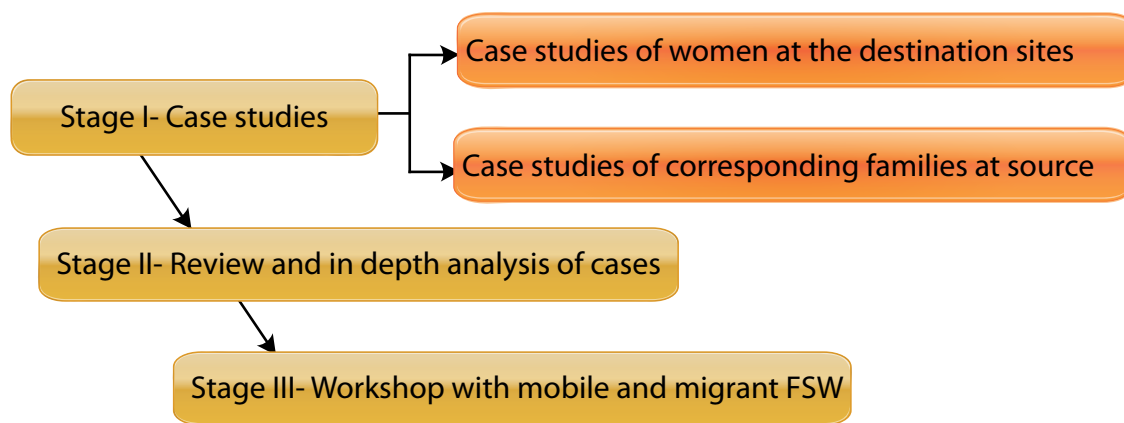 Case studies of women at the destination sites
Stage I- Case studies
Case studies of corresponding families at source
Stage II- Review and in depth analysis of cases
Stage III- Workshop with mobile and migrant FSW